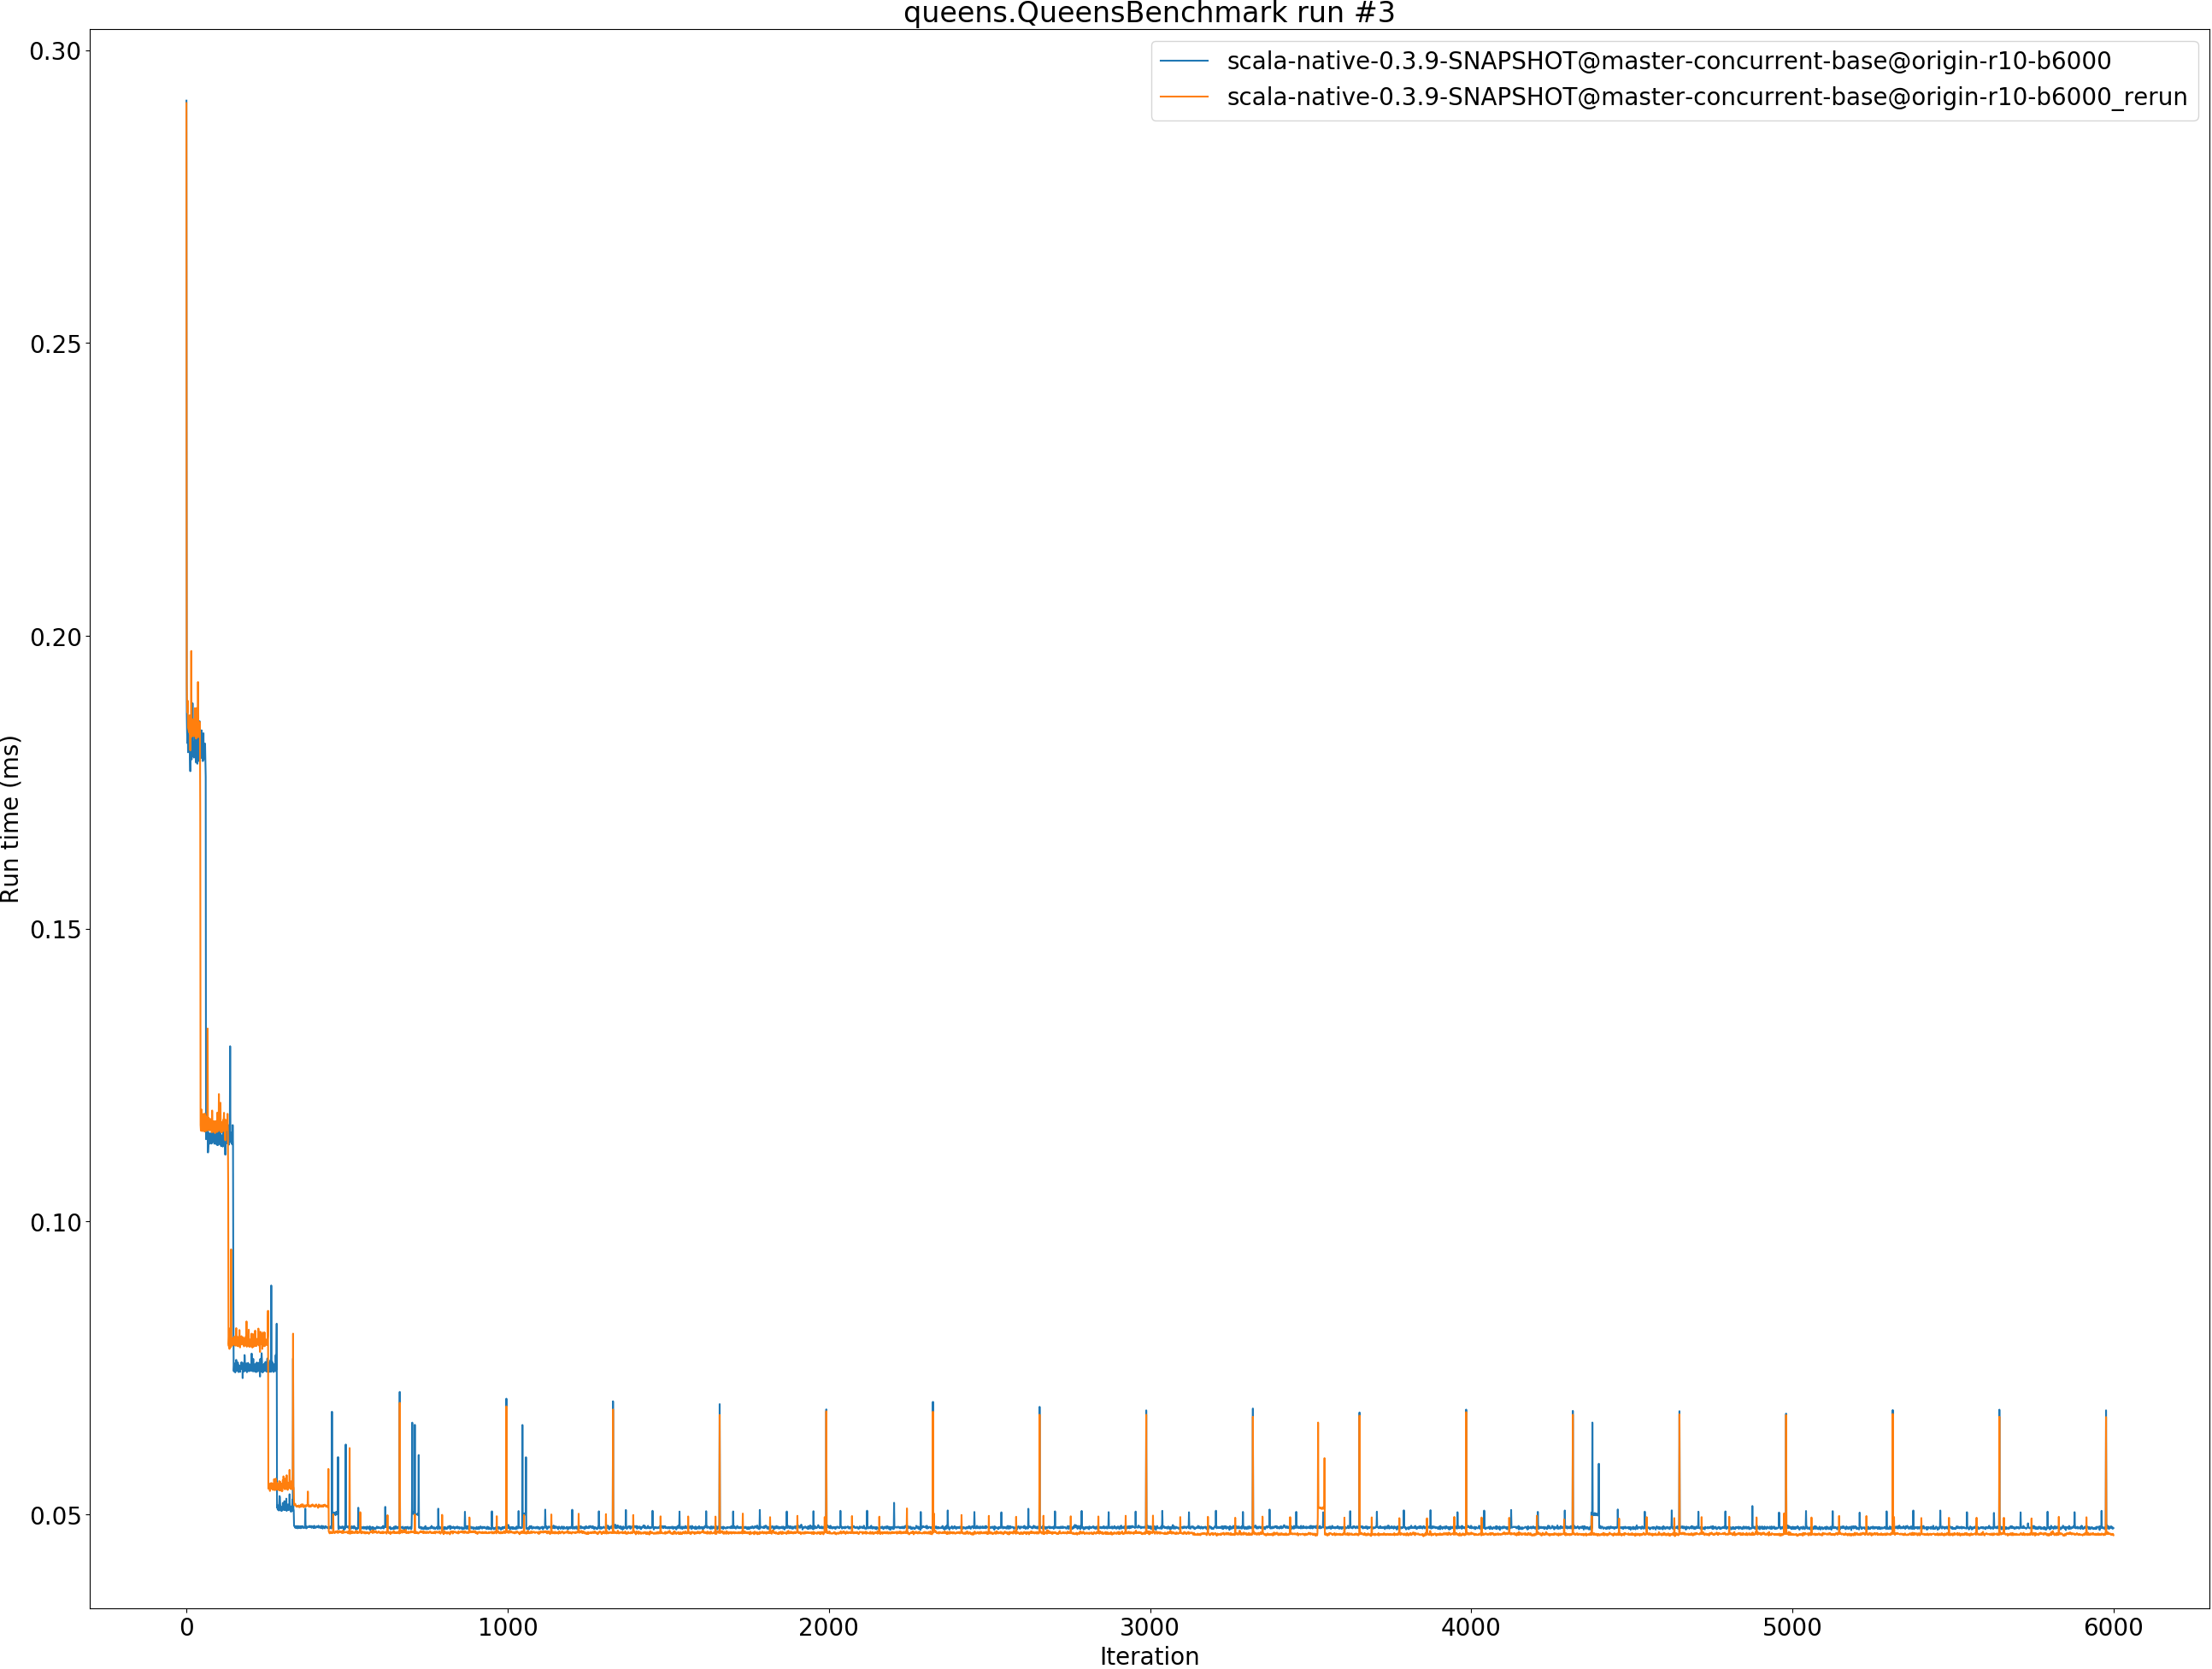 queens.QueensBenchmark run #3
scala-native-0.3.9-SNAPSHOT@master-concurrent-base@origin-r10-b6000
scala-native-0.3.9-SNAPSHOT@master-concurrent-base@origin-r10-b6000_rerun
Run time (ms)
0.30
0.25
0.20
0.15
0.10
0.05
0 1000 2000 3000 4000 5000 6000
Iteration